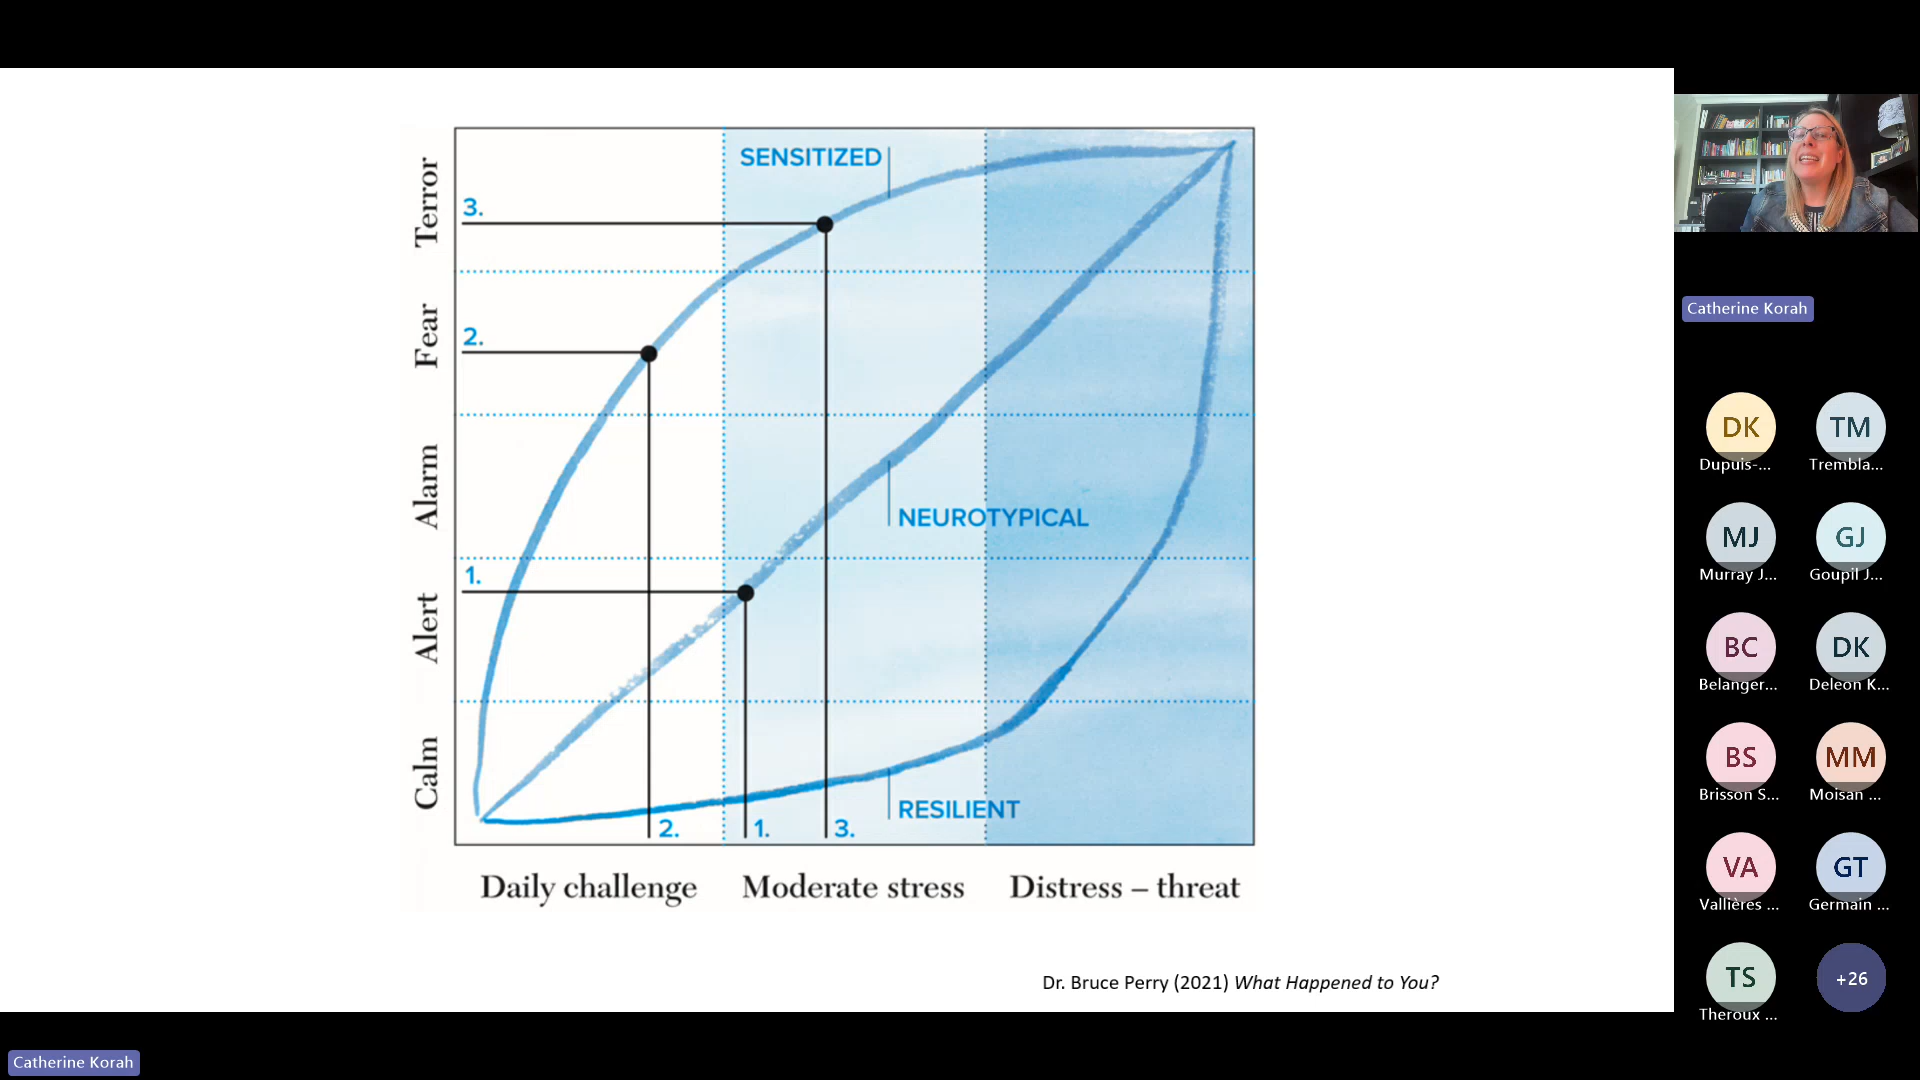 SENSITIZED
3.
2.
1.
NEUROTYPICAL
RESILIENT
2.
1.
3.
Terror
Fear
Alarm
Alert
Calm
Daily challenge
Moderate stress
Distress – threat
Dr. Bruce Perry (2021) What Happened to You?
Catherine Korah
DK
Dupuis-...
TM
Trembla...
MJ
Murray J...
GJ
Goupil J...
BC
Belanger...
DK
Deleon K...
BS
Brisson S...
MM
Moisan ...
VA
Vallières ...
GT
Germain ...
TS
Theroux ...
+26
Catherine Korah